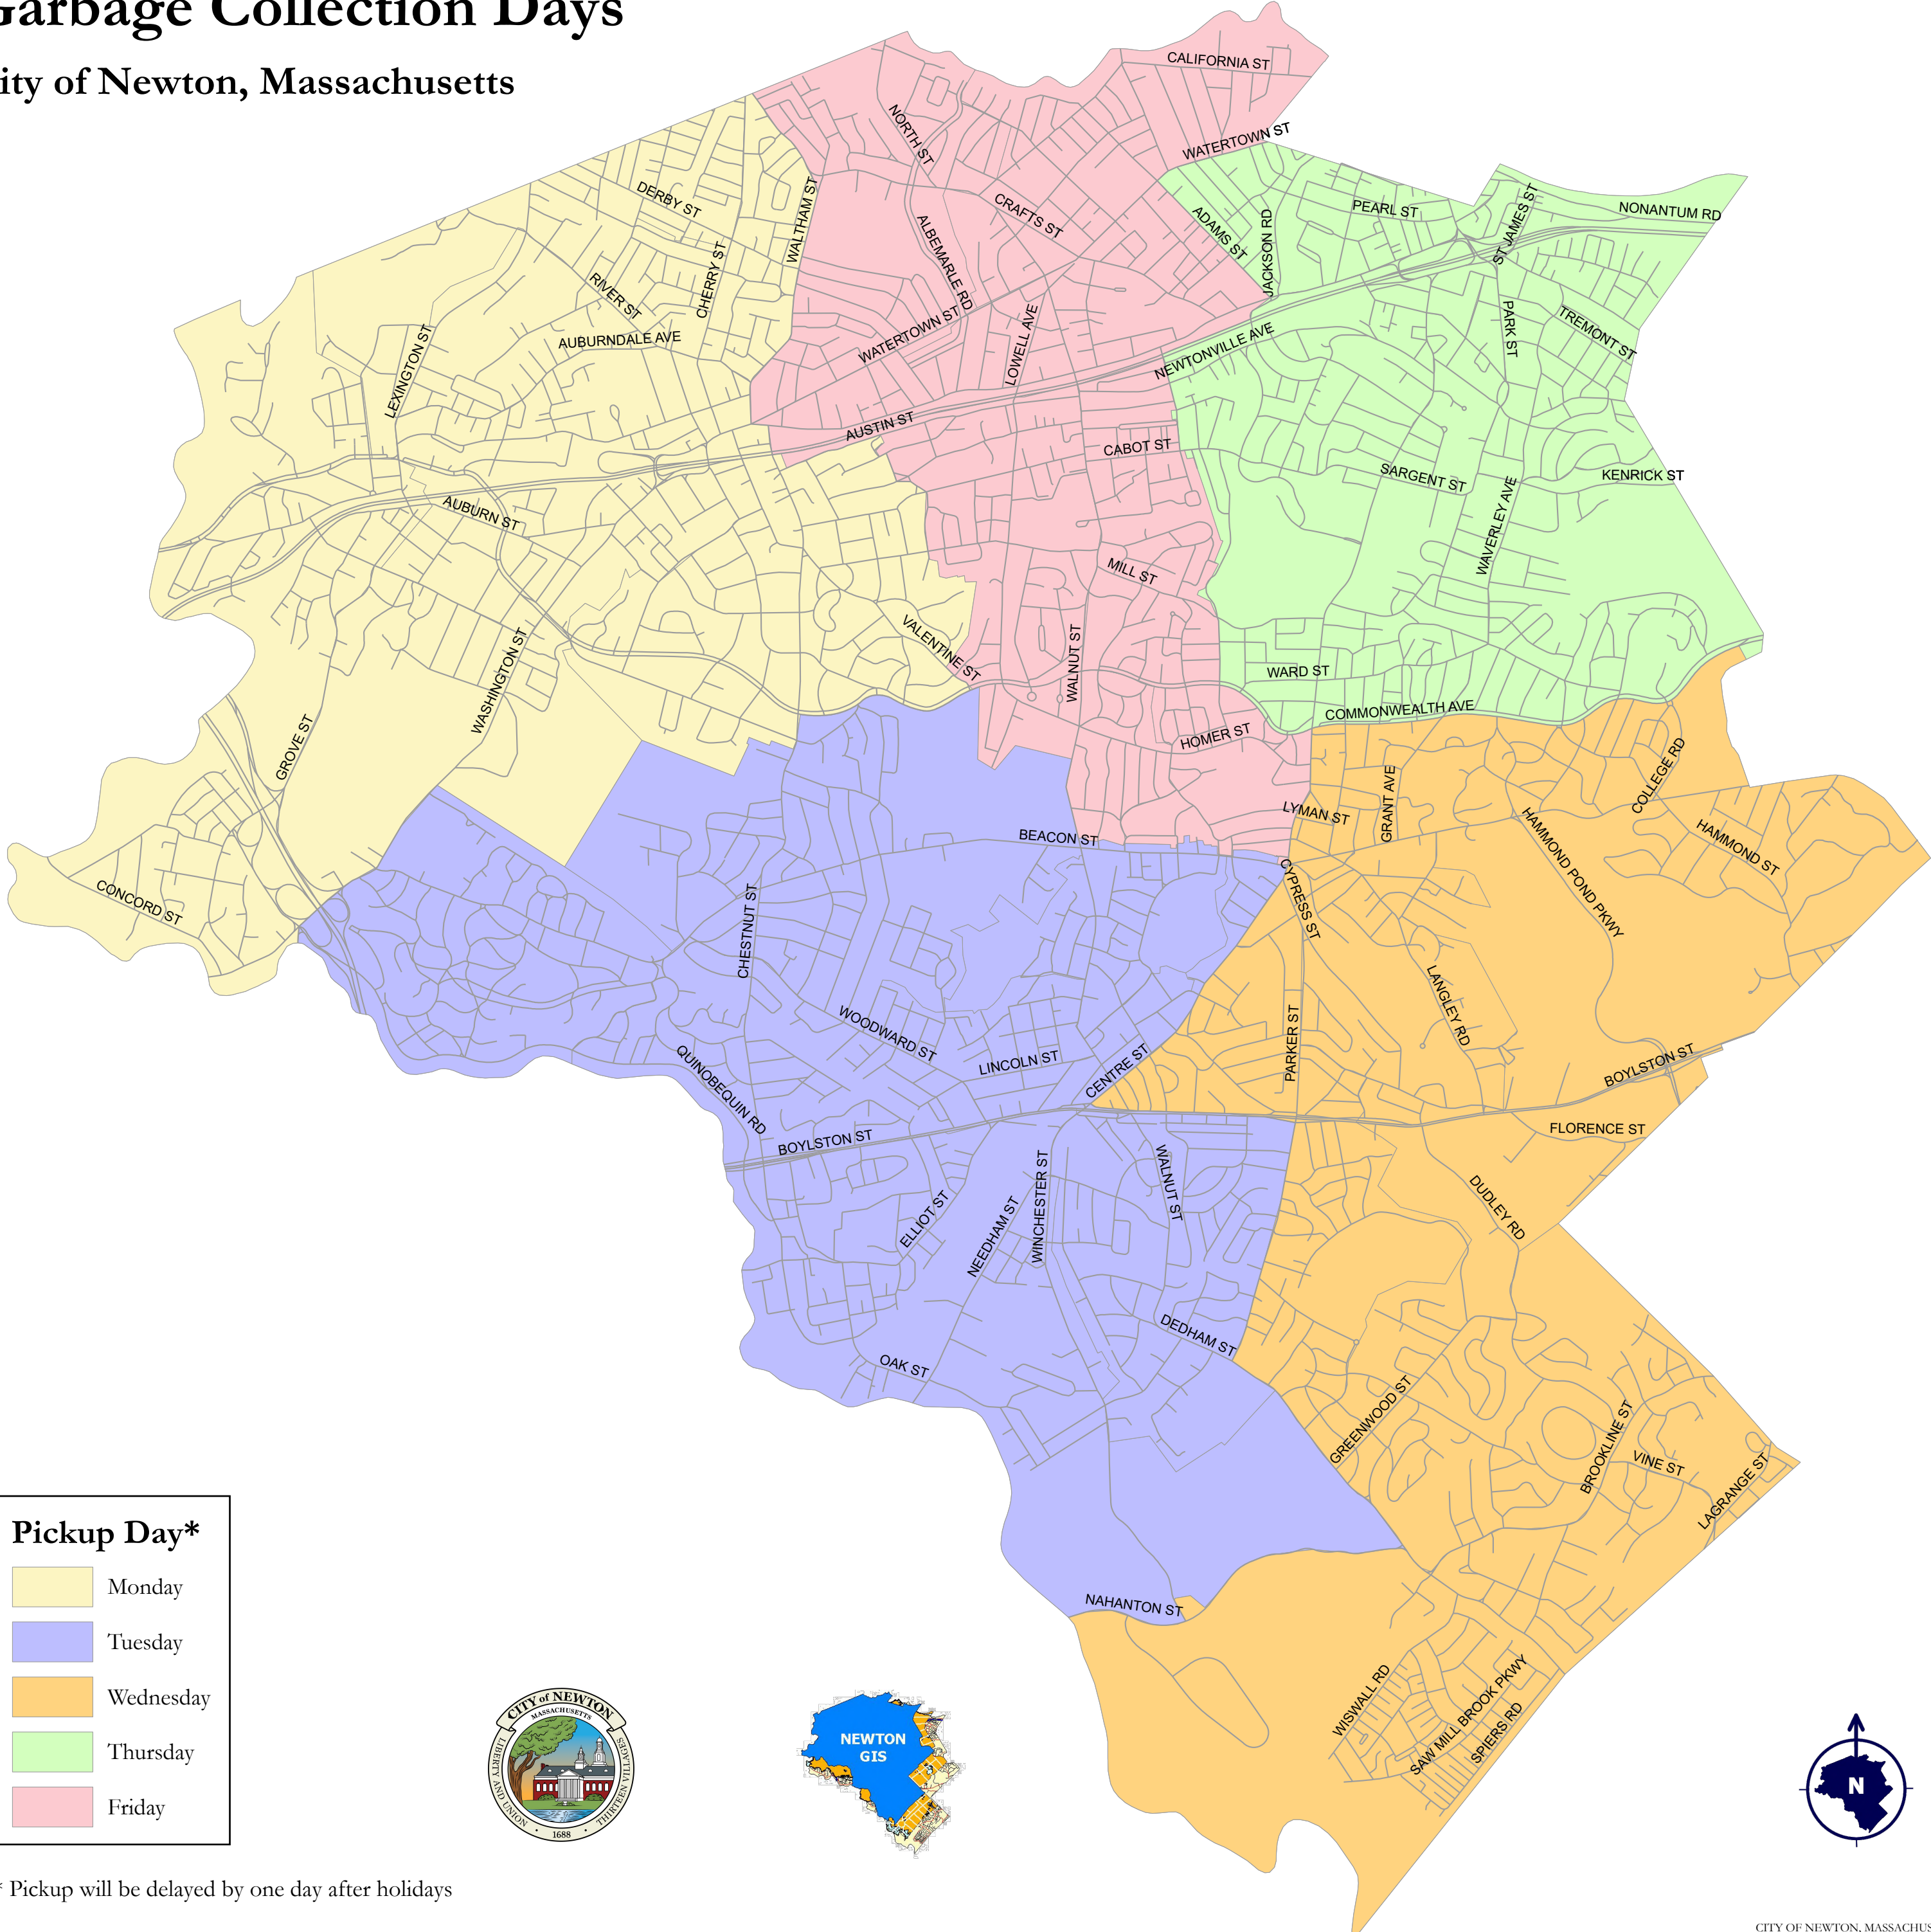 Garbage Collection Days
ity of Newton, Massachusetts
CALIFORNIA ST
NORTH ST
WATERTOWN ST
DERBY ST
WALTHAM ST
CRAFTS ST
ADAMS ST
JACKSON RD
PEARL ST
ST JAMES ST
NONANTUM RD
CHERRY ST
ALBEMARLE RD
RIVER ST
AUBURNDALE AVE
LEXINGTON ST
WATERTOWN ST
LOWELL AVE
NEWTONVILLE AVE
PARK ST
TREMONT ST
AUSTIN ST
CABOT ST
SARGENT ST
KENRICK ST
AUBURN ST
WAVERLEY AVE
MILL ST
VALENTINE ST
WALNUT ST
WARD ST
WASHINGTON ST
COMMONWEALTH AVE
HOMER ST
GROVE ST
COLLEGE RD
GRANT AVE
LYMAN ST
BEACON ST
HAMMOND POND PKWY
HAMMOND ST
CONCORD ST
CYPRESS ST
CHESTNUT ST
LANGLEY RD
WOODWARD ST
LINCOLN ST
CENTRE ST
PARKER ST
BOYLSTON ST
QUINOBEQUIN RD
BOYLSTON ST
FLORENCE ST
WALNUT ST
WINCHESTER ST
ELLIOT ST
NEEDHAM ST
DUDLEY RD
DEDHAM ST
OAK ST
GREENWOOD ST
BROOKLINE ST
VINE ST
LAGRANGE ST
NAHANTON ST
WISWALL RD
SAW MILL BROOK PKWY
SPIERS RD
Pickup Day*
Monday
Tuesday
Wednesday
Thursday
Friday
* Pickup will be delayed by one day after holidays
CITY of NEWTON
MASSACHUSETTS
LIBERTY AND UNION
THIRTEEN VILLAGES
1688
NEWTON
GIS
N
CITY OF NEWTON, MASSACHUS